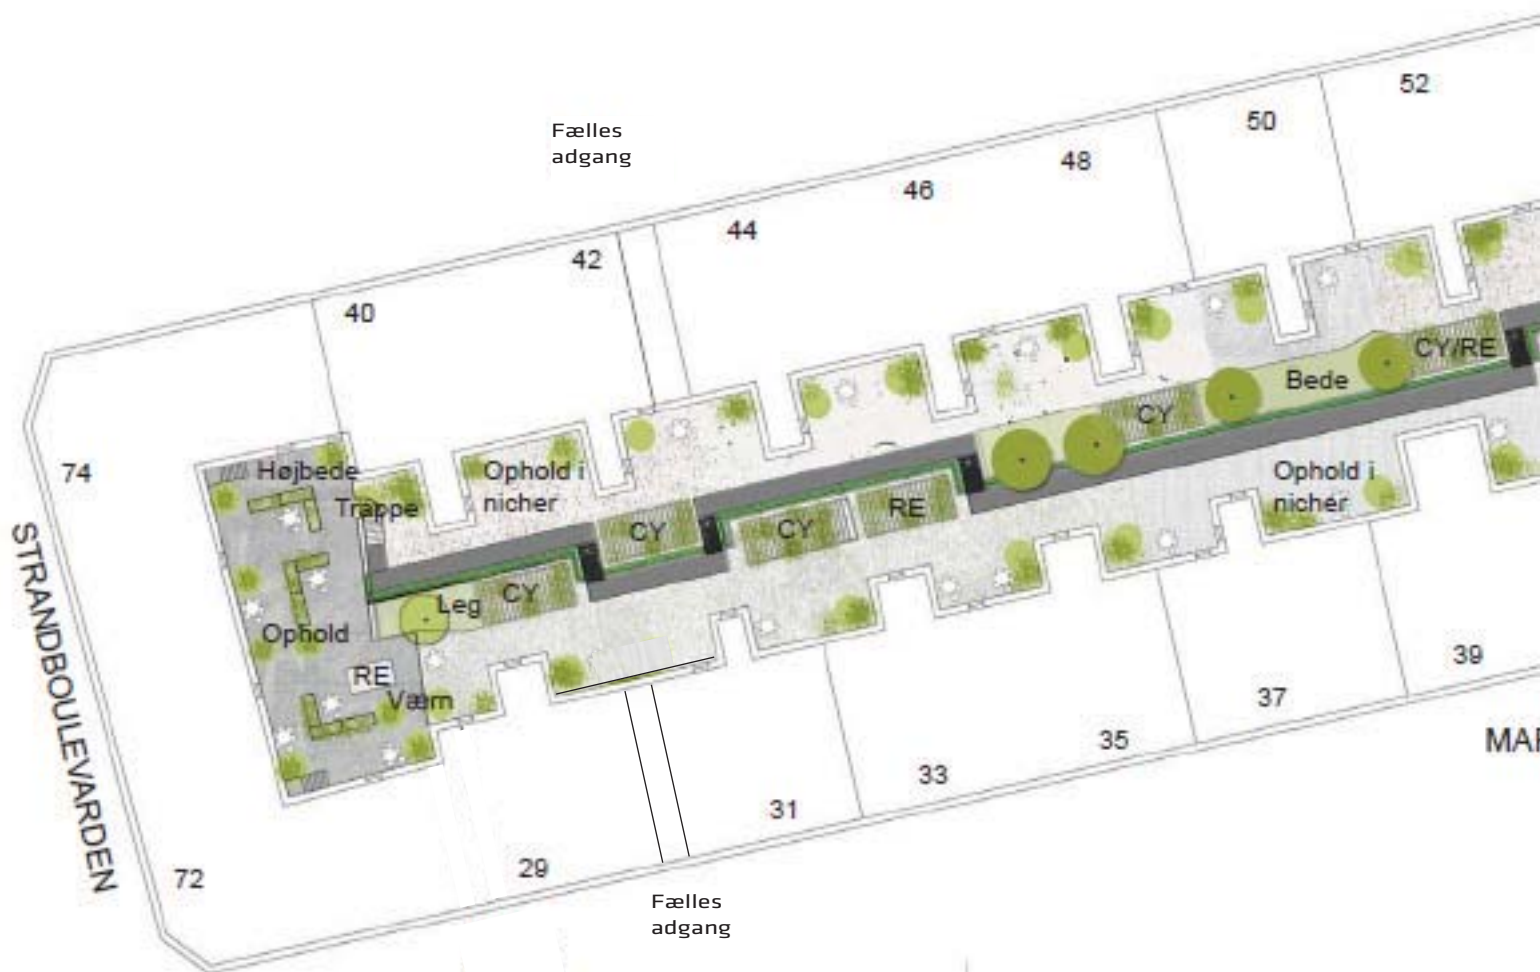 52
50
Fælles
adgang
48
46
44
42
40
CY/RE
Bede
CY
74
Højbede
Ophold i
nicher
Ophold i
nicher
Trappe
RE
CY
CY
STRANDBOULEVARDEN
Leg
CY
Ophold
RE
Værn
39
37
35
33
31
29
72
Fælles
adgang